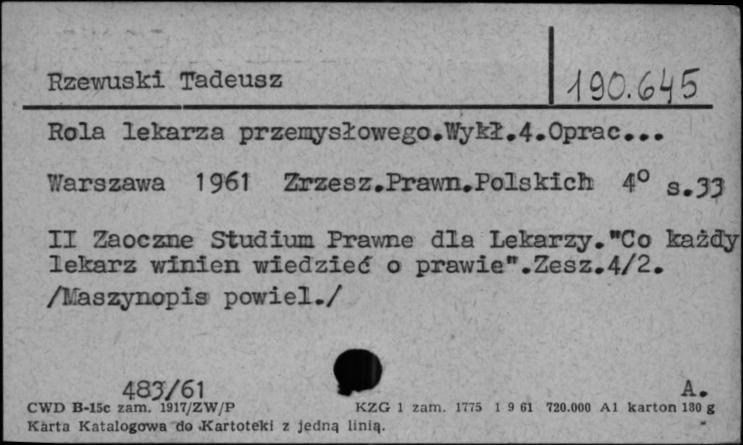 Rzewuski Tadeusz 190.645
Rola lekarza przemysłowego.Wykł.4.Oprac...
Warszawa 1961 Zrzesz.Prawn.Polskich 4° s.33
II Zaoczne Studium Prawne dla Lekarzy."Co każdy
lekarz winien wiedzieć o prawie".Zesz.4/2.
/Maszynopis powiel./
483/61 A.
CWD B-15c zam. 1917/ZW/P KZG 1 zam. 1775 1 9 61 720.000 A1 karton 180 g
Karta Katalogowa do Kartoteki z jedną linią.